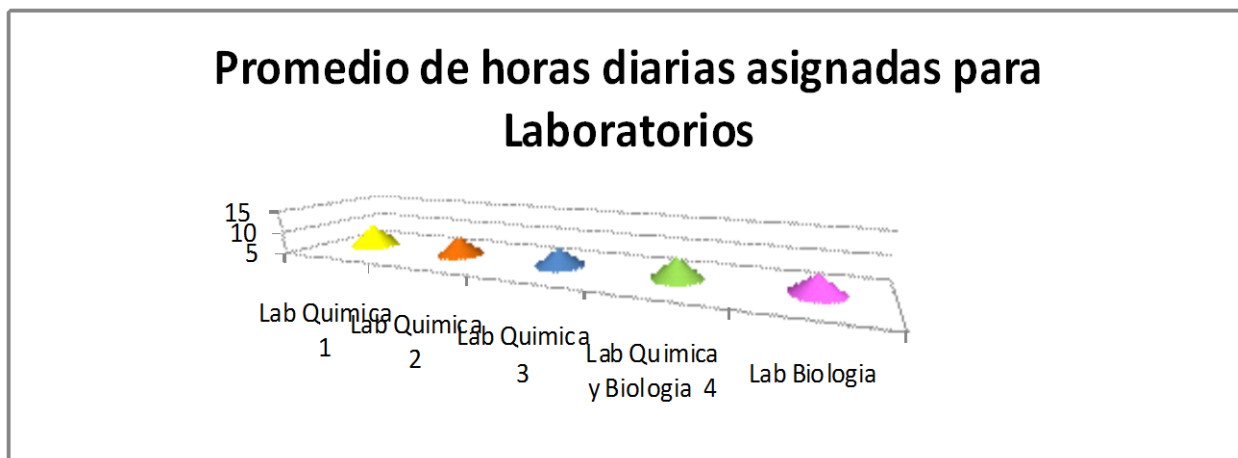 Promedio de horas diarias asignadas para
Laboratorios
15
10
5
Lab Quimica
1
Lab Quimica
2
Lab Quimica
3
Lab Quimica
y Biologia 4
Lab Biologia